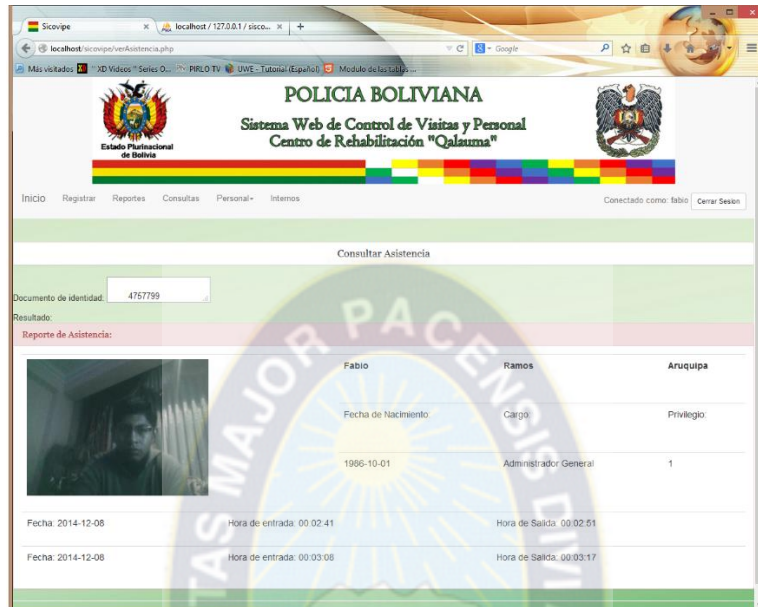 Sicovipe × localhost / 127.0.0.1 / sisco... × +
localhost/sicovipe/verAsistencia.php Google
Más visitados "XD Videos" Series O... PIRLO TV UWE - Tutorial (Español) Modulo de las tablas ...
POLICIA BOLIVIANA
Sistema Web de Control de Visitas y Personal
Centro de Rehabilitación "Qalauma"
Estado Plurinacional
de Bolivia
Inicio Registrar Reportes Consultas Personal Internos Conectado como: fabio Cerrar Sesion
Consultar Asistencia
Documento de identidad: 4757799
Resultado:
Reporte de Asistencia:
Fabio Ramos Aruquipa
Fecha de Nacimiento: Cargo: Privilegio:
1986-10-01 Administrador General 1
Fecha: 2014-12-08 Hora de entrada: 00:02:41 Hora de Salida: 00:02:51
Fecha: 2014-12-08 Hora de entrada: 00:03:08 Hora de Salida: 00:03:17
TAS MAJOR PACENSIS DIVI